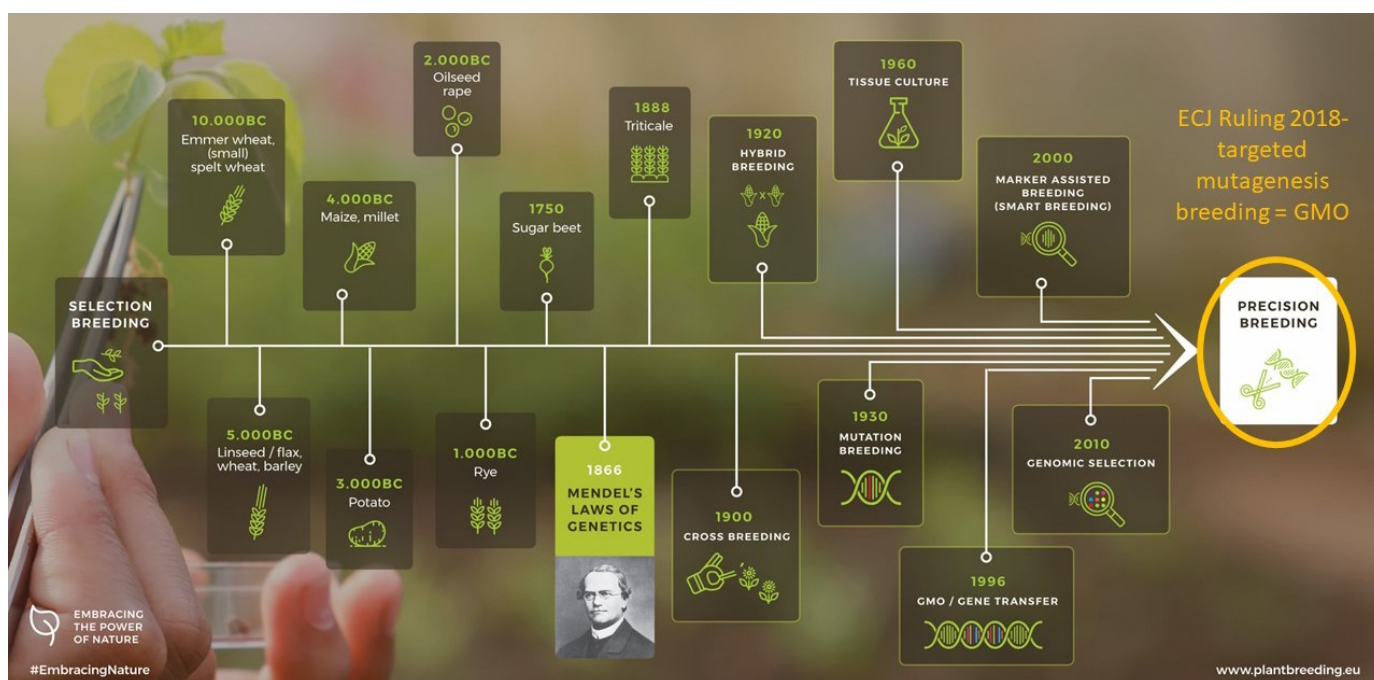 SELECTION
BREEDING
10.000BC
Emmer wheat,
(small)
spelt wheat
5.000BC
Linseed / flax,
wheat, barley
4.000BC
Maize, millet
3.000BC
Potato
2.000BC
Oilseed
rape
1.000BC
Rye
1750
Sugar beet
1866
MENDEL'S
LAWS OF
GENETICS
1888
Triticale
1900
CROSS BREEDING
1920
HYBRID
BREEDING
x
1930
MUTATION
BREEDING
1960
TISSUE CULTURE
1996
GMO / GENE TRANSFER
2000
MARKER ASSISTED
BREEDING
(SMART BREEDING)
2010
GENOMIC SELECTION
ECJ Ruling 2018-
targeted
mutagenesis
breeding = GMO
PRECISION
BREEDING
EMBRACING
THE POWER
OF NATURE
#EmbracingNature
www.plantbreeding.eu